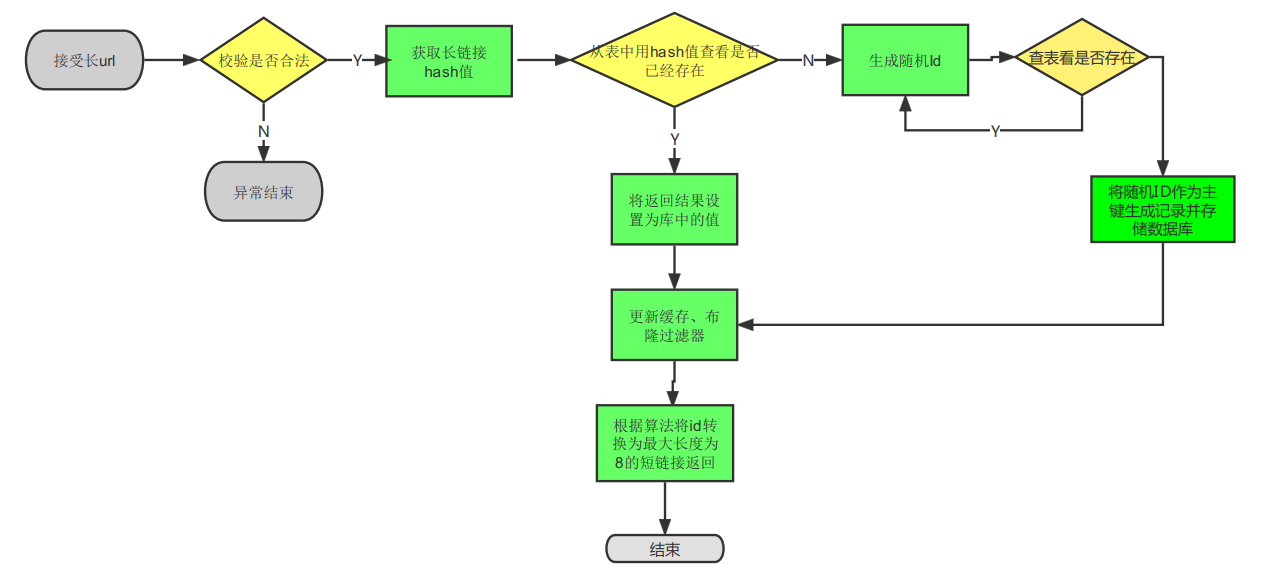 接受长url
校验是否合法
Y
获取长链接
hash值
从表中用hash值查看是否
已经存在
N
生成随机Id
查表看是否存在
Y
N
异常结束
Y
将返回结果设
置为库中的值
将随机ID作为主
键生成记录并存
储数据库
更新缓存、布
隆过滤器
根据算法将id转
换为最大长度为
8的短链接返回
结束